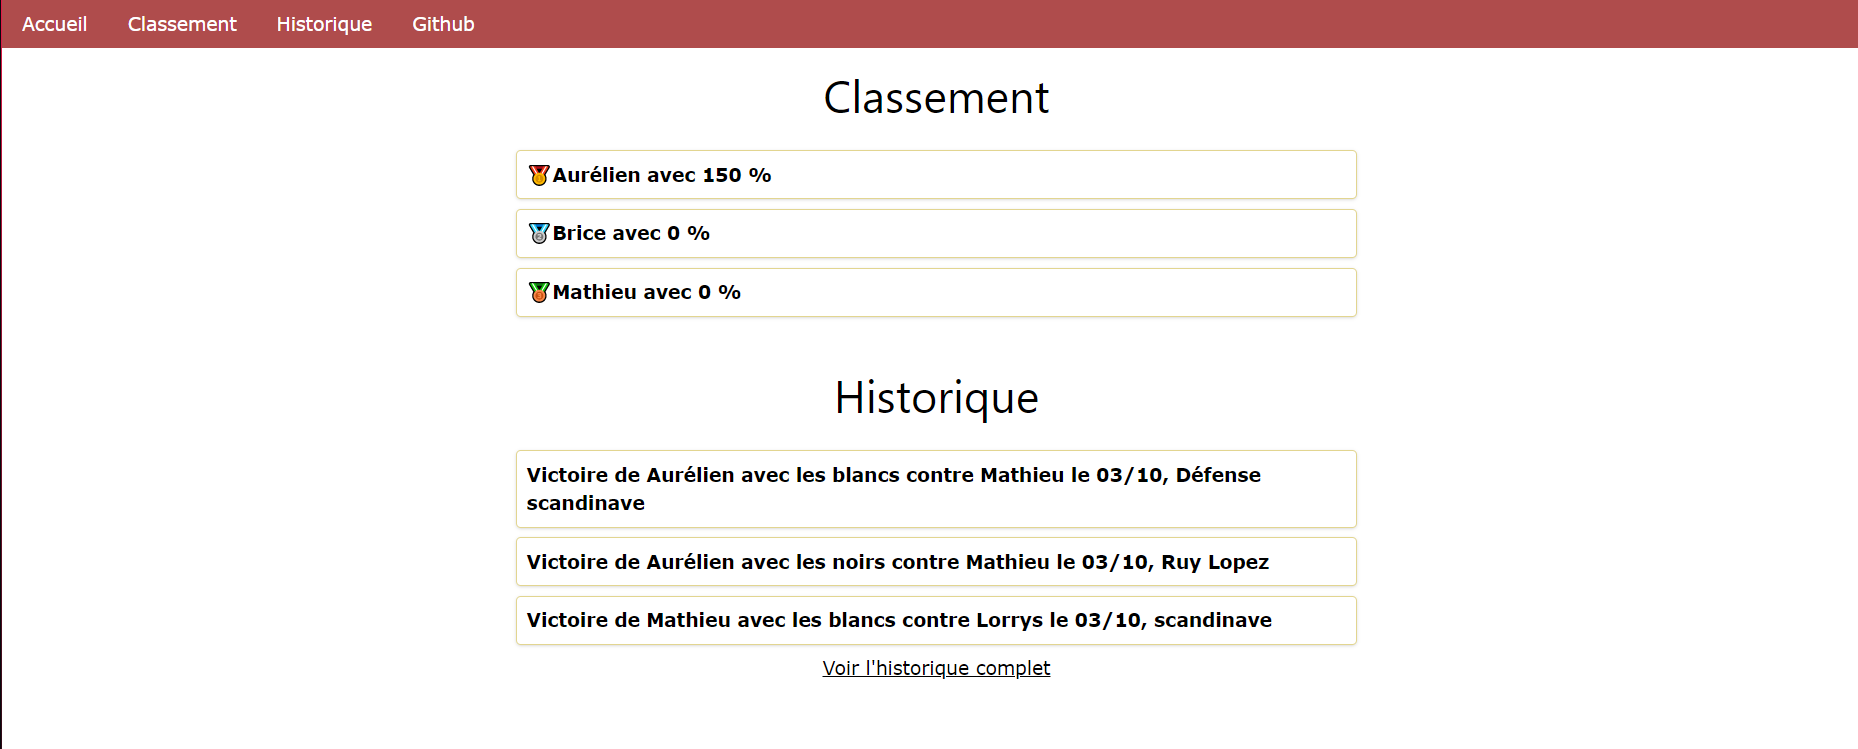 Accueil Classement Historique Github
Classement
🥇Aurélien avec 150 %
🥈Brice avec 0 %
🥉Mathieu avec 0 %
Historique
Victoire de Aurélien avec les blancs contre Mathieu le 03/10, Défense
scandinave
Victoire de Aurélien avec les noirs contre Mathieu le 03/10, Ruy Lopez
Victoire de Mathieu avec les blancs contre Lorrys le 03/10, scandinave
Voir l'historique complet